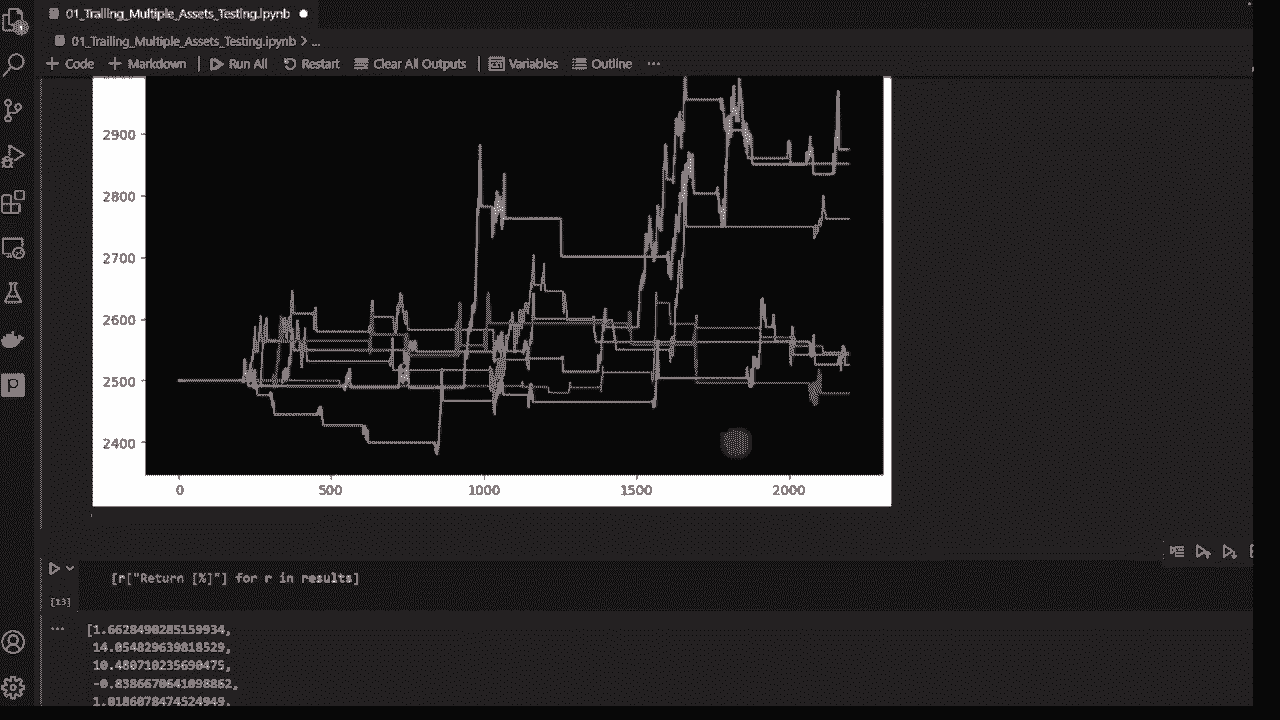 01_Trailing_Multiple_Assets_Testing.ipynb
01_Trailing_Multiple_Assets_Testing.ipynb > ...
+ Code + Markdown | Run All Restart Clear All Outputs | Variables Outline ...
2900
2800
2700
2600
2500
2400
0 500 1000 1500 2000
[r["Return [%]"] for r in results]
[13]
... [1.6628490285159934,
14.054829639818529,
10.480710235690475,
-0.8386670641098862,
1.0186078474524949,